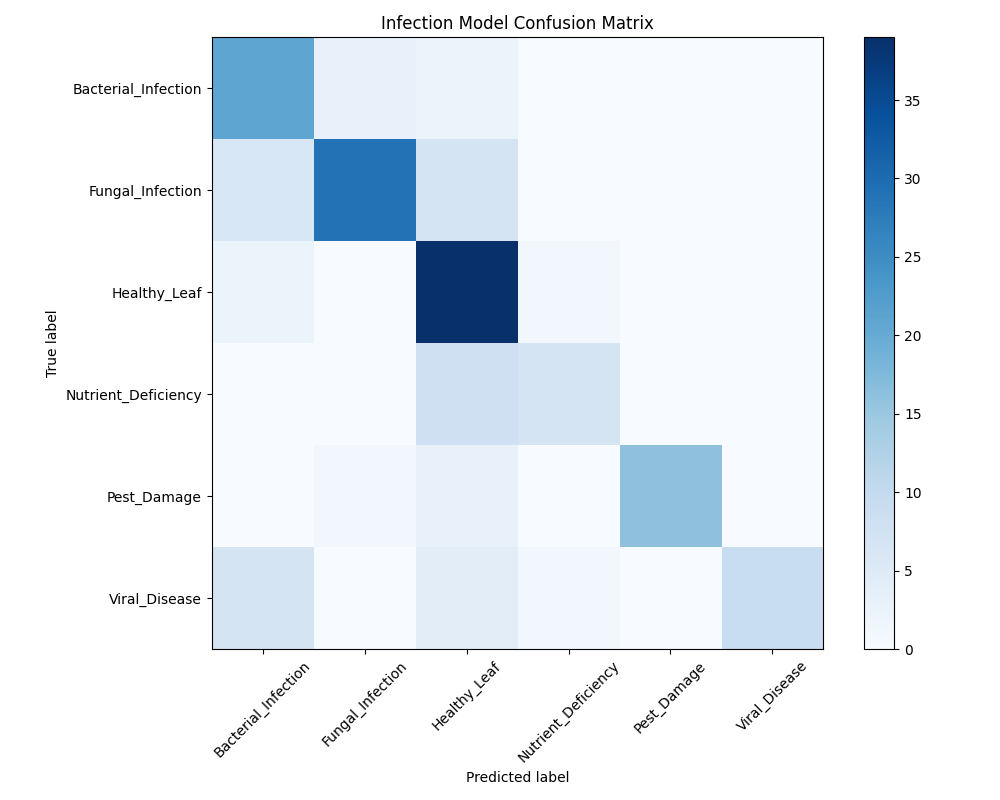 Infection Model Confusion Matrix
True label
Bacterial_Infection
Fungal_Infection
Healthy_Leaf
Nutrient_Deficiency
Pest_Damage
Viral_Disease
Bacterial_Infection
Fungal_Infection
Healthy_Leaf
Nutrient_Deficiency
Pest_Damage
Viral_Disease
Predicted label
35
30
25
20
15
10
5
0